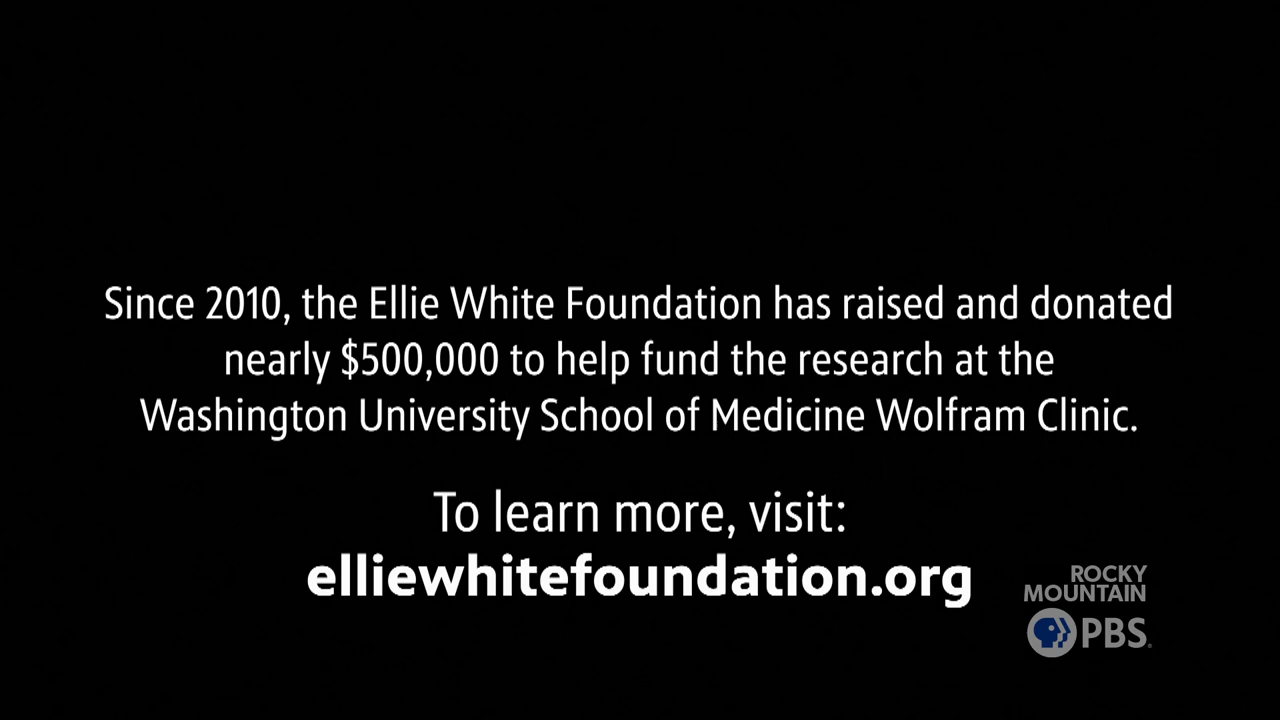 Since 2010, the Ellie White Foundation has raised and donated
nearly $500,000 to help fund the research at the
Washington University School of Medicine Wolfram Clinic.
To learn more, visit:
elliewhitefoundation.org
ROCKY
MOUNTAIN
PBS.